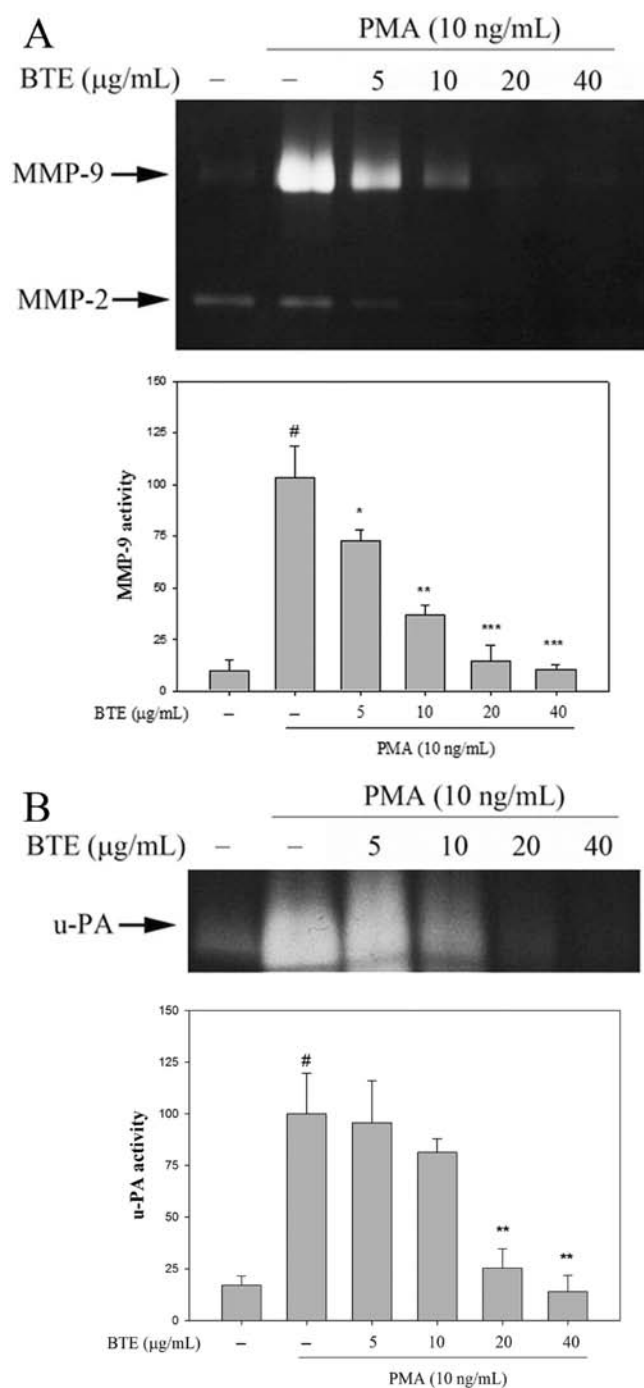 A
PMA (10 ng/mL)
BTE (μg/mL) – – 5 10 20 40
MMP-9
MMP-2
150
125
100
75
50
25
0
MMP-9 activity
#
*
**
***
***
BTE (μg/mL) – – 5 10 20 40
PMA (10 ng/mL)
B
PMA (10 ng/mL)
BTE (μg/mL) – – 5 10 20 40
u-PA
150
125
100
75
50
25
0
u-PA activity
#
**
**
BTE (μg/mL) – – 5 10 20 40
PMA (10 ng/mL)